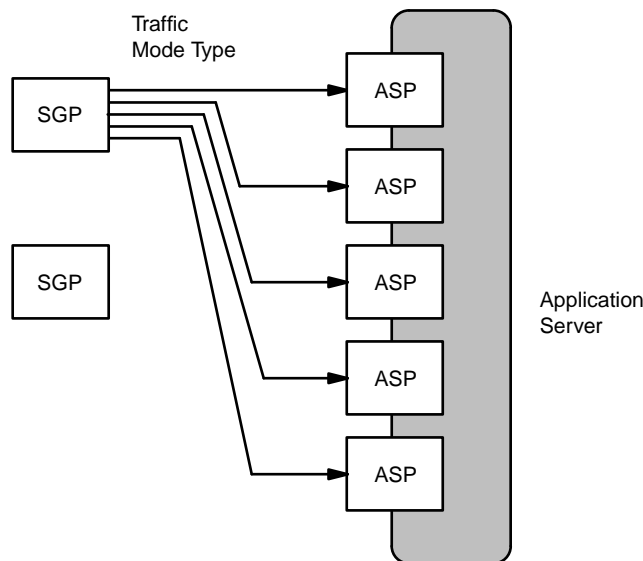 Traffic
Mode Type
SGP
ASP
ASP
SGP
ASP
Application
Server
ASP
ASP